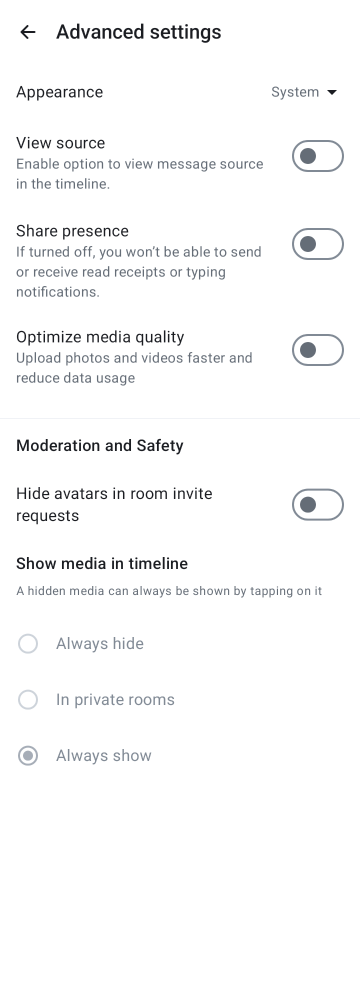 Advanced settings
Appearance System
View source
Enable option to view message source
in the timeline.
Share presence
If turned off, you won’t be able to send
or receive read receipts or typing
notifications.
Optimize media quality
Upload photos and videos faster and
reduce data usage
Moderation and Safety
Hide avatars in room invite
requests
Show media in timeline
A hidden media can always be shown by tapping on it
Always hide
In private rooms
Always show